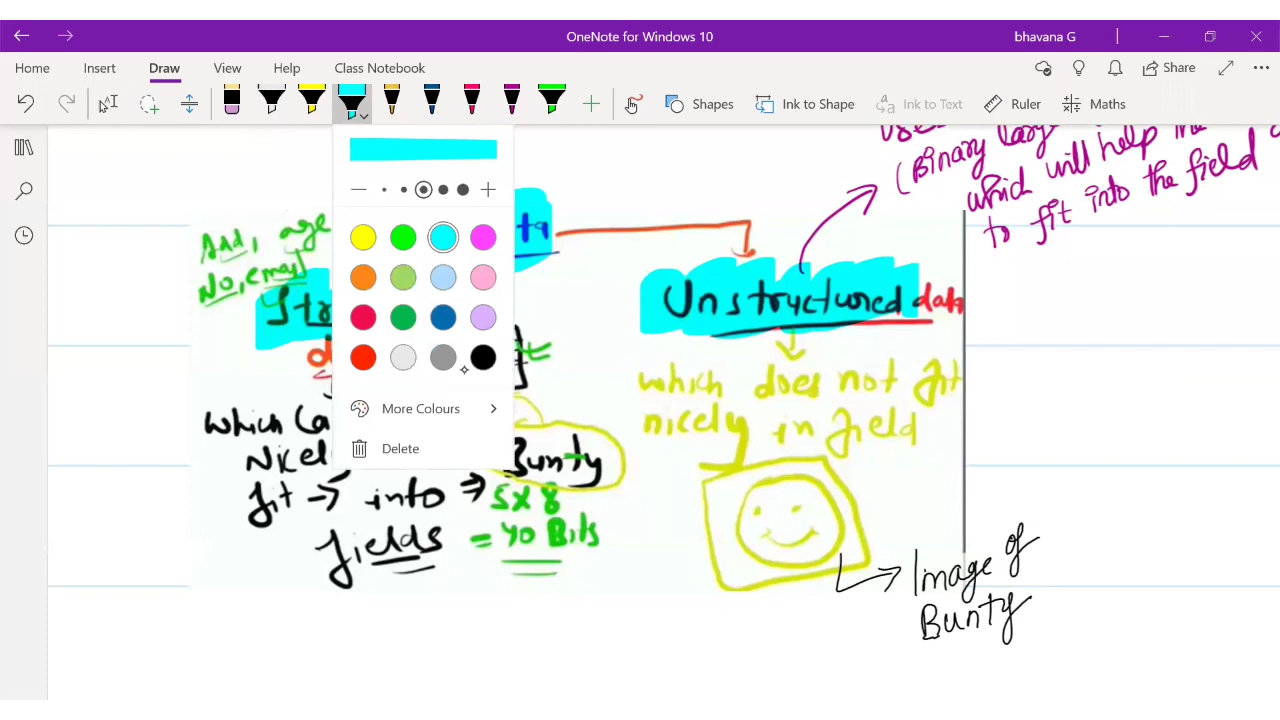 OneNote for Windows 10
bhavana G
Home Insert Draw View Help Class Notebook
Share
Shapes
Ink to Shape
Ink to Text
Ruler
Maths
More Colours
Delete
(Binary large
which will help the
to fit into the field
Add, age
No, email
Unstructured data
which does not fit
nicely in field
fit → into ⇒
fields
Bunty
5x8
= 40 Bits
Image of
Bunty